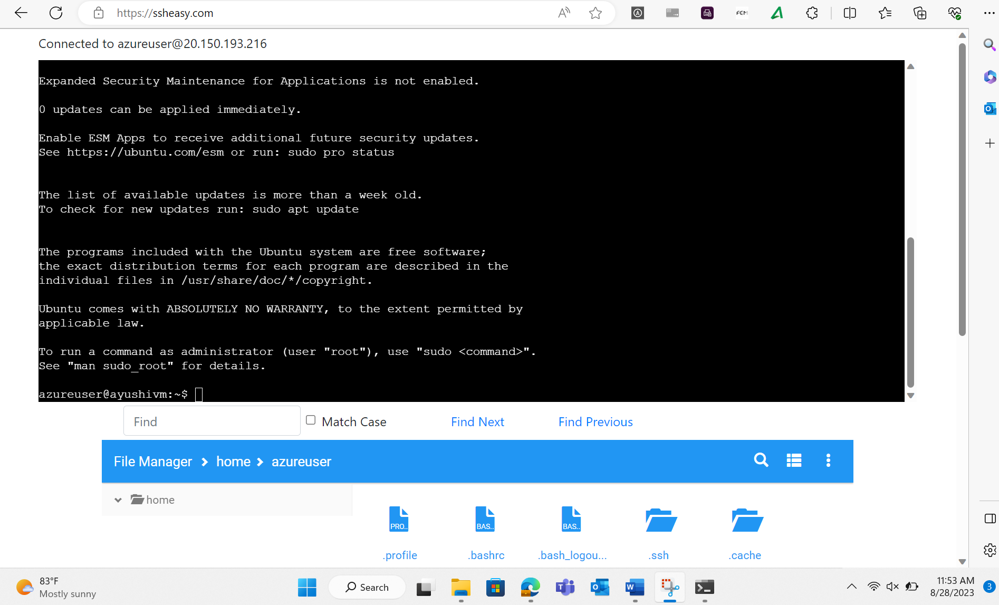 https://ssheasy.com
Connected to azureuser@20.150.193.216
Expanded Security Maintenance for Applications is not enabled.
0 updates can be applied immediately.
Enable ESM Apps to receive additional future security updates.
See https://ubuntu.com/esm or run: sudo pro status
The list of available updates is more than a week old.
To check for new updates run: sudo apt update
The programs included with the Ubuntu system are free software;
the exact distribution terms for each program are described in the
individual files in /usr/share/doc/*/copyright.
Ubuntu comes with ABSOLUTELY NO WARRANTY, to the extent permitted by
applicable law.
To run a command as administrator (user "root"), use "sudo <command>".
See "man sudo_root" for details.
azureuser@ayushivm:~$
Find
Match Case
Find Next
Find Previous
File Manager > home > azureuser
home
PRO.. BAS.. BAS..
.profile .bashrc .bash_logou... .ssh .cache
83°F
Mostly sunny
Search
11:53 AM
8/28/2023
3